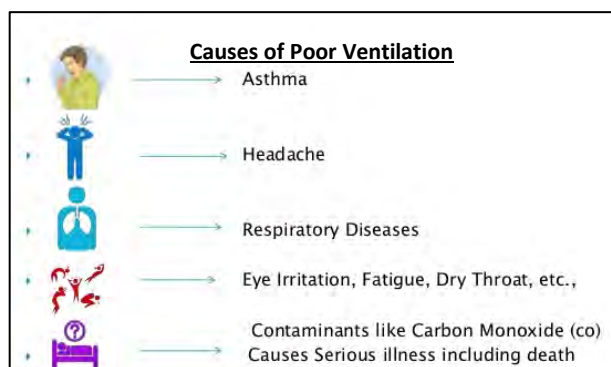 Causes of Poor Ventilation
Asthma
Headache
Respiratory Diseases
Eye Irritation, Fatigue, Dry Throat, etc.,
?
Contaminants like Carbon Monoxide (co)
Causes Serious illness including death